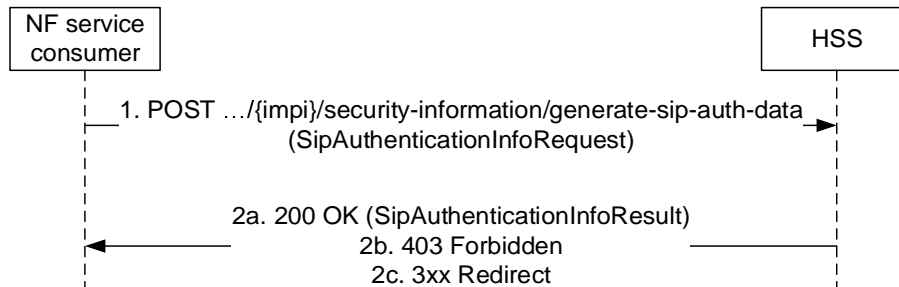 NF service
consumer
HSS
1. POST …/{impi}/security-information/generate-sip-auth-data
(SipAuthenticationInfoRequest)
2a. 200 OK (SipAuthenticationInfoResult)
2b. 403 Forbidden
2c. 3xx Redirect